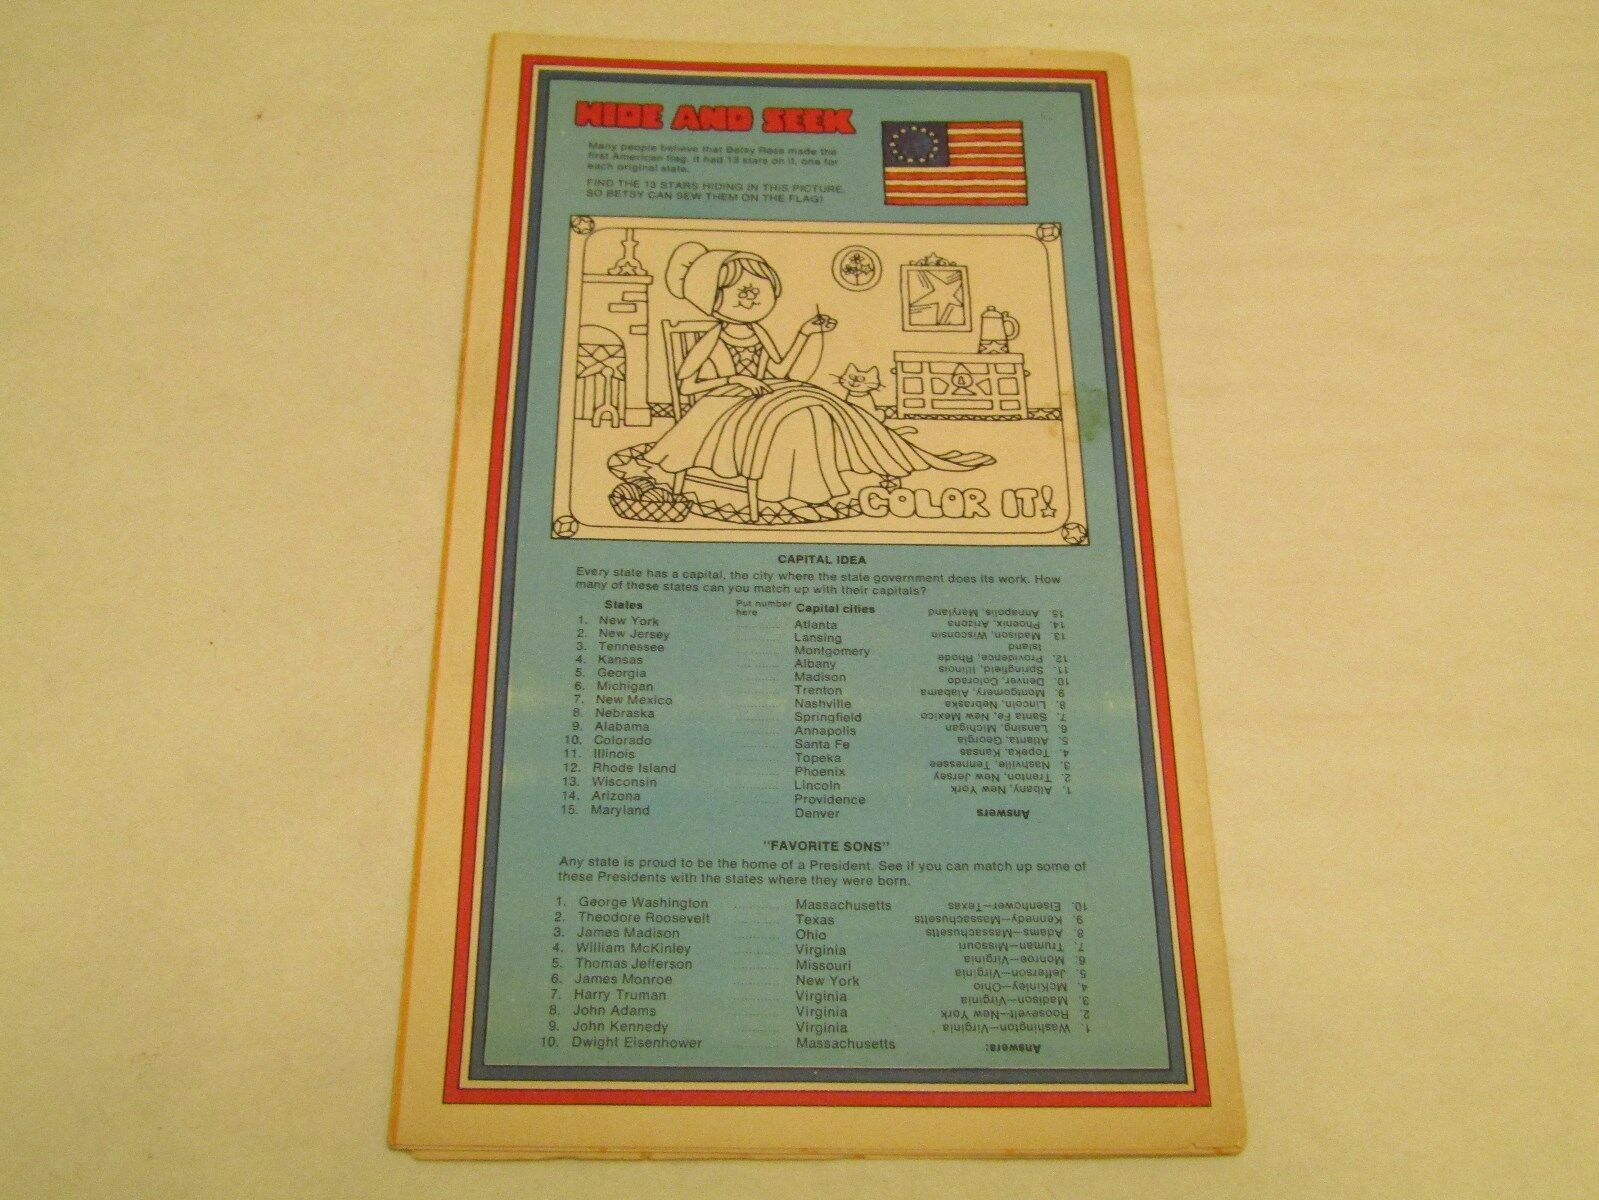 HIDE AND SEEK
Many people believe that Betsy Ross made the
first American flag. It had 13 stars on it, one for
each original state.
FIND THE 13 STARS HIDING IN THIS PICTURE,
SO BETSY CAN SEW THEM ON THE FLAG!
COLOR IT!
CAPITAL IDEA
Every state has a capital, the city where the state government does its work. How
many of these states can you match up with their capitals?
States
Put number
here
Capital cities
1. New York Atlanta
2. New Jersey Lansing
3. Tennessee Montgomery
4. Kansas Albany
5. Georgia Madison
6. Michigan Trenton
7. New Mexico Nashville
8. Nebraska Springfield
9. Alabama Annapolis
10. Colorado Santa Fe
11. Illinois Topeka
12. Rhode Island Phoenix
13. Wisconsin Lincoln
14. Arizona Providence
15. Maryland Denver
Answers
1. Albany, New York
2. Trenton, New Jersey
3. Nashville, Tennessee
4. Topeka, Kansas
5. Atlanta, Georgia
6. Lansing, Michigan
7. Santa Fe, New Mexico
8. Lincoln, Nebraska
9. Montgomery, Alabama
10. Denver, Colorado
11. Springfield, Illinois
12. Providence, Rhode
Island
13. Madison, Wisconsin
14. Phoenix, Arizona
15. Annapolis, Maryland
"FAVORITE SONS"
Any state is proud to be the home of a President. See if you can match up some of
these Presidents with the states where they were born.
1. George Washington Massachusetts
2. Theodore Roosevelt Texas
3. James Madison Ohio
4. William McKinley Virginia
5. Thomas Jefferson Missouri
6. James Monroe New York
7. Harry Truman Virginia
8. John Adams Virginia
9. John Kennedy Virginia
10. Dwight Eisenhower Massachusetts
Answers:
1. Washington—Virginia
2. Roosevelt—New York
3. Madison—Virginia
4. McKinley—Ohio
5. Jefferson—Virginia
6. Monroe—Virginia
7. Truman—Missouri
8. Adams—Massachusetts
9. Kennedy—Massachusetts
10. Eisenhower—Texas